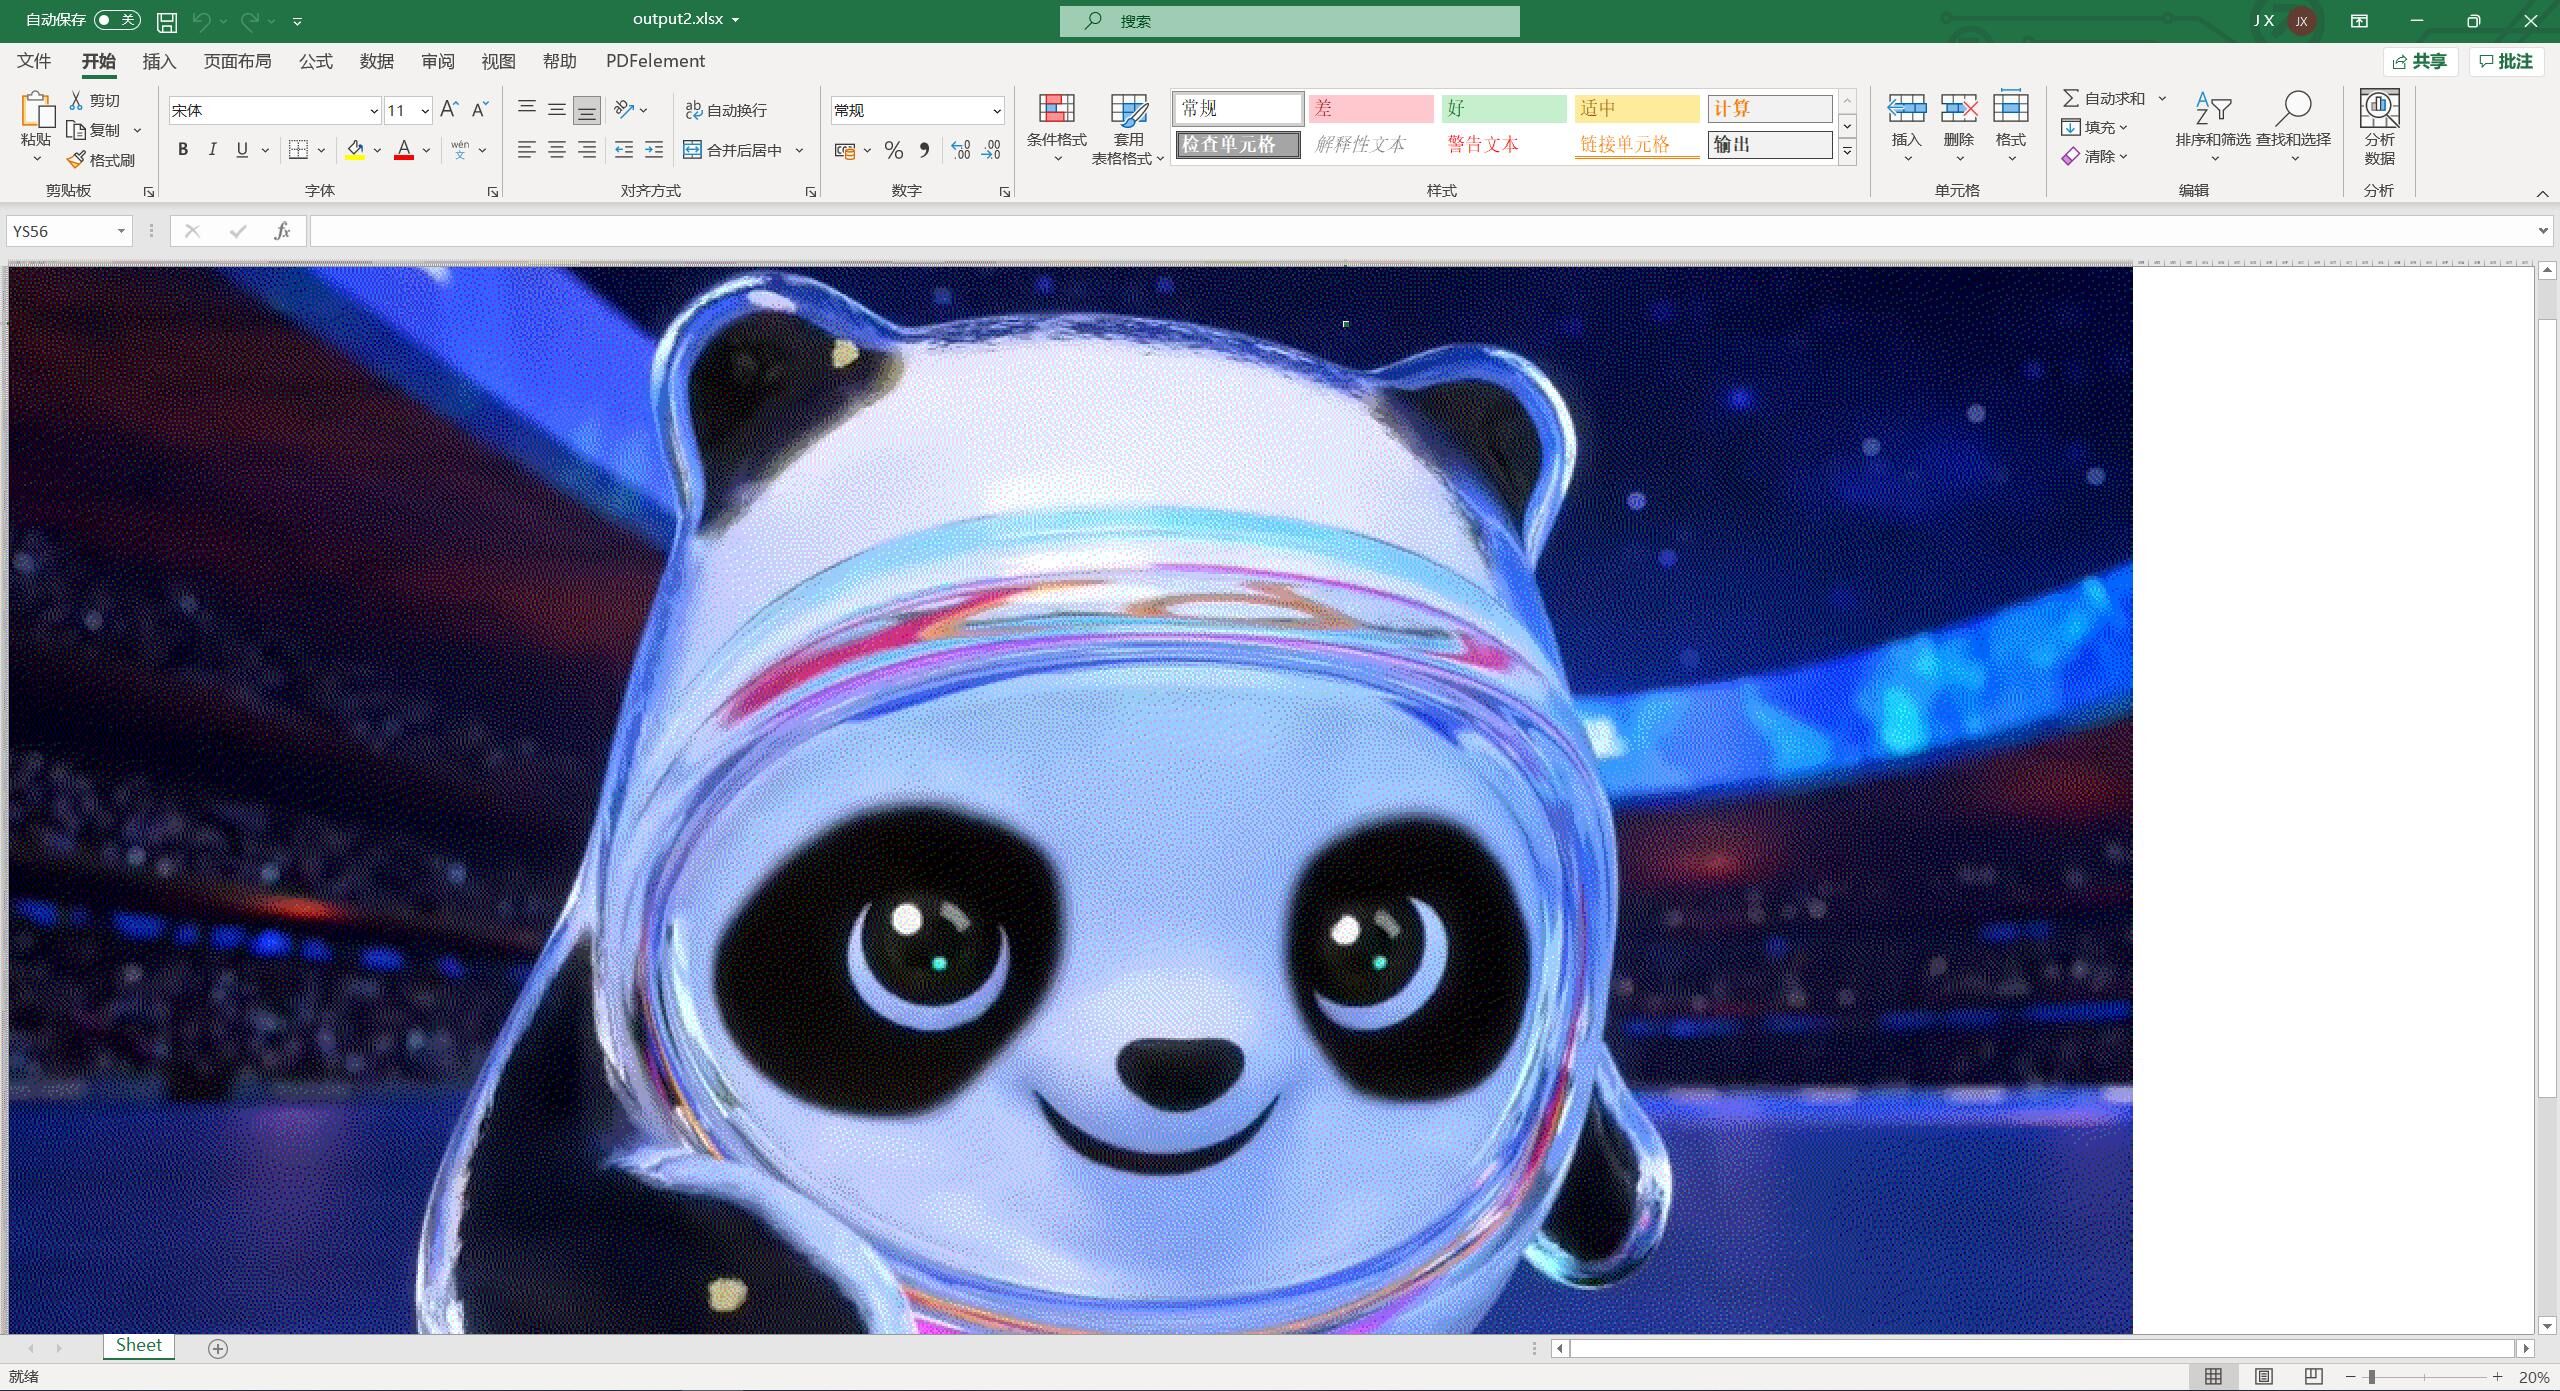 自动保存 关 output2.xlsx 搜索 J X JX
文件 开始 插入 页面布局 公式 数据 审阅 视图 帮助 PDFelement 共享 批注
粘贴 剪切 复制 格式刷
剪贴板
宋体 11
B I U A wén 文
字体
自动换行
合并后居中
对齐方式
常规
% .00 .00
数字
条件格式 套用
表格格式
常规 差 好 适中 计算
检查单元格 解释性文本 警告文本 链接单元格 输出
样式
插入 删除 格式
单元格
自动求和
填充
清除
排序和筛选 查找和选择
编辑
分析
数据
分析
YS56 fx
Sheet
就绪 20%